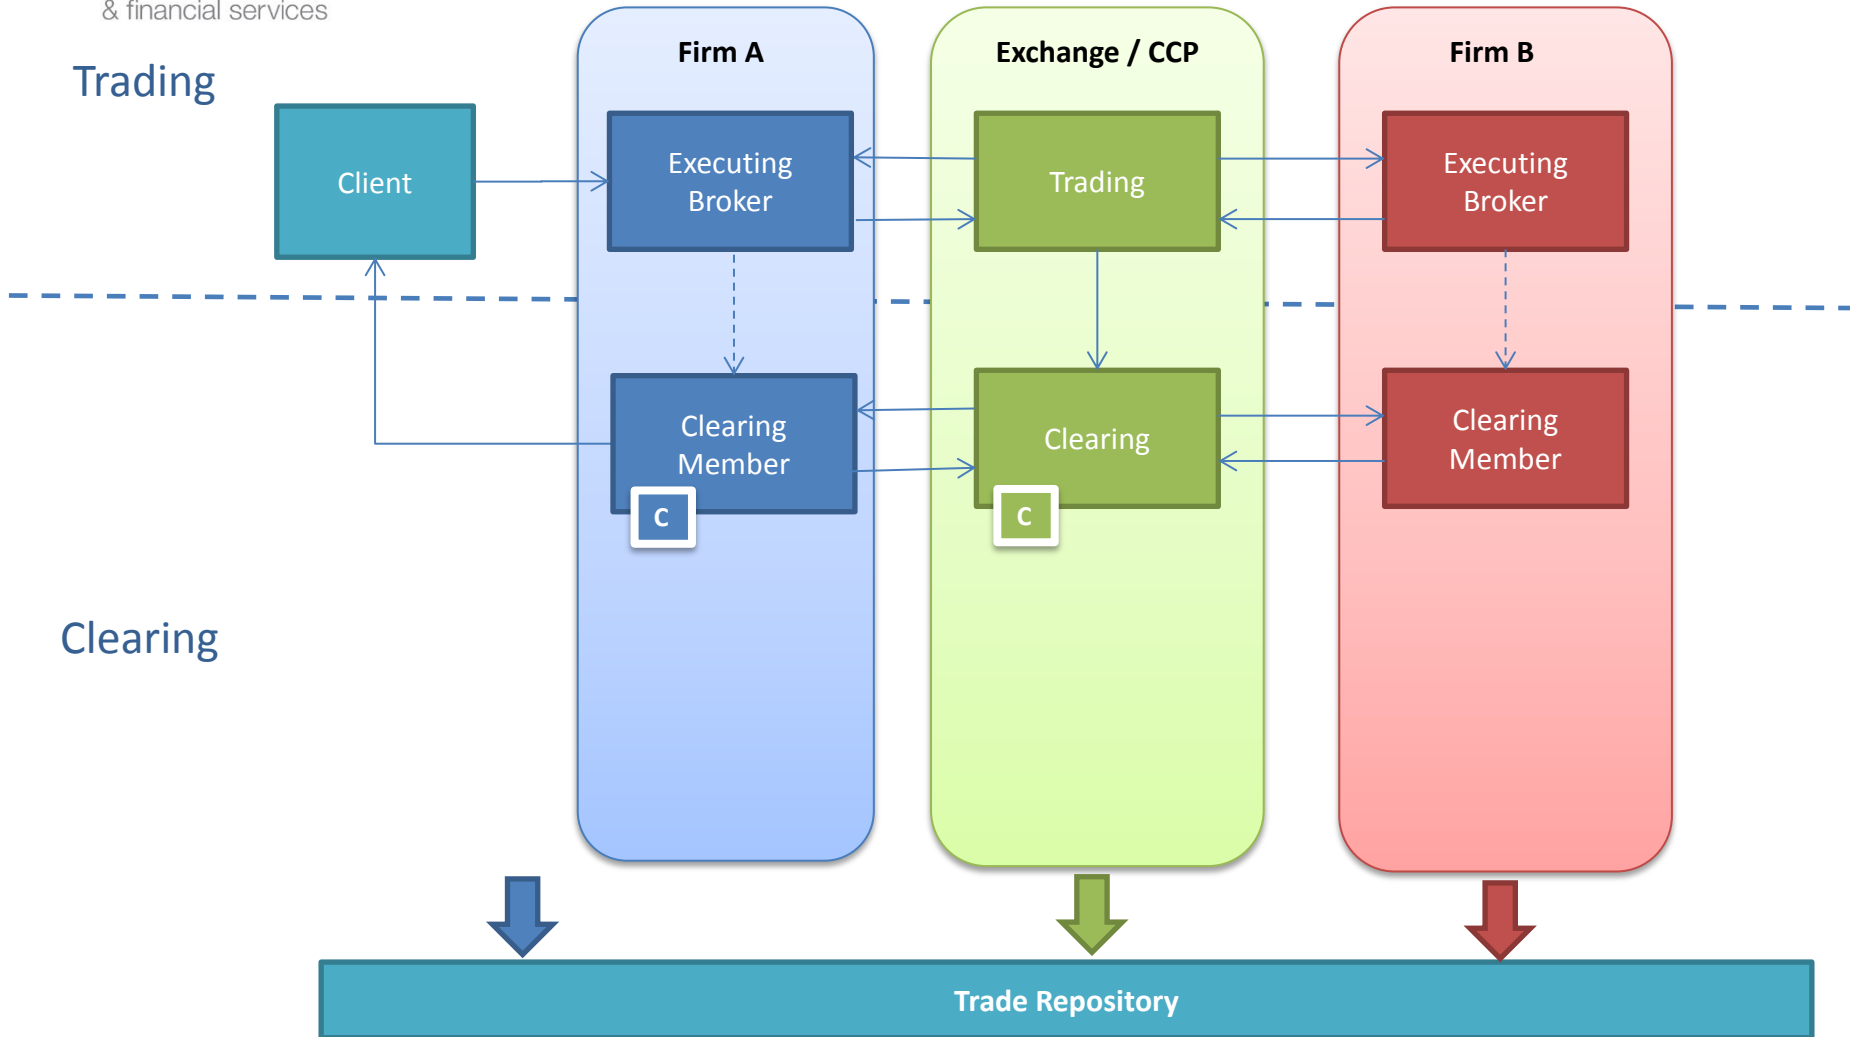 & financial services
Trading
Firm A
Exchange / CCP
Firm B
Client
Executing
Broker
Trading
Executing
Broker
Clearing
Member
Clearing
Clearing
Member
C
C
Clearing
Trade Repository